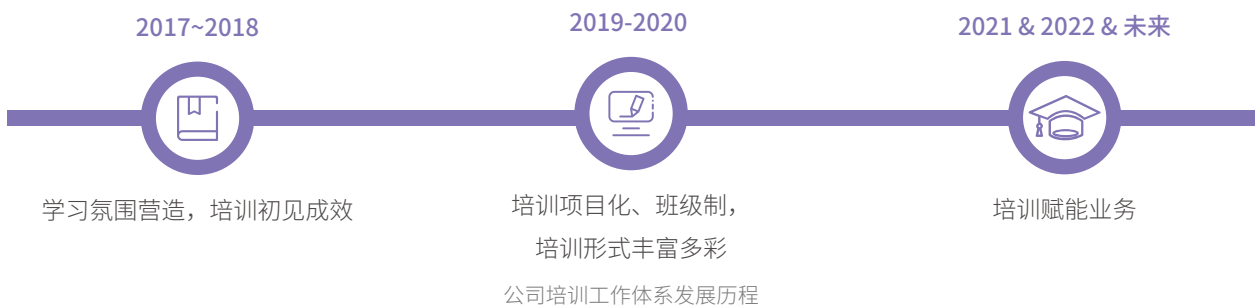 2017~2018
学习氛围营造，培训初见成效
2019-2020
培训项目化、班级制，
培训形式丰富多彩
2021 & 2022 & 未来
培训赋能业务
公司培训工作体系发展历程